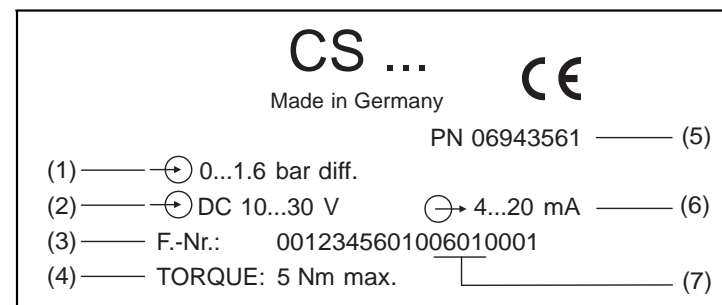 CS ...
CE
Made in Germany
PN 06943561 (5)
(1) 0...1.6 bar diff.
(2) DC 10...30 V 4...20 mA (6)
(3) F.-Nr.: 0012345601006010001
(4) TORQUE: 5 Nm max. (7)